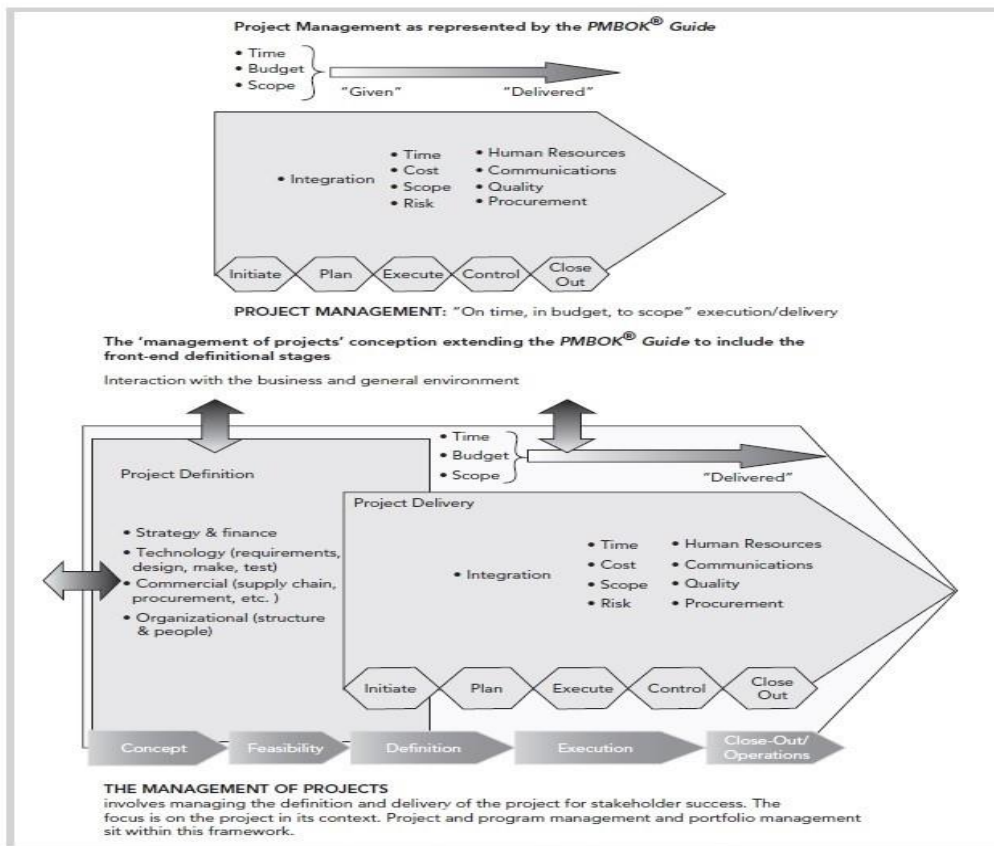 Project Management as represented by the PMBOK® Guide
• Time
• Budget
• Scope
"Given"
"Delivered"
• Integration
• Time
• Cost
• Scope
• Risk
• Human Resources
• Communications
• Quality
• Procurement
Initiate
Plan
Execute
Control
Close
Out
PROJECT MANAGEMENT: "On time, in budget, to scope" execution/delivery
The 'management of projects' conception extending the PMBOK® Guide to include the
front-end definitional stages
Interaction with the business and general environment
• Time
• Budget
• Scope
"Delivered"
Project Definition
• Strategy & finance
• Technology (requirements,
design, make, test)
• Commercial (supply chain,
procurement, etc. )
• Organizational (structure
& people)
Project Delivery
• Integration
• Time
• Cost
• Scope
• Risk
• Human Resources
• Communications
• Quality
• Procurement
Initiate
Plan
Execute
Control
Close
Out
Concept
Feasibility
Definition
Execution
Close-Out/
Operations
THE MANAGEMENT OF PROJECTS
involves managing the definition and delivery of the project for stakeholder success. The
focus is on the project in its context. Project and program management and portfolio management
sit within this framework.